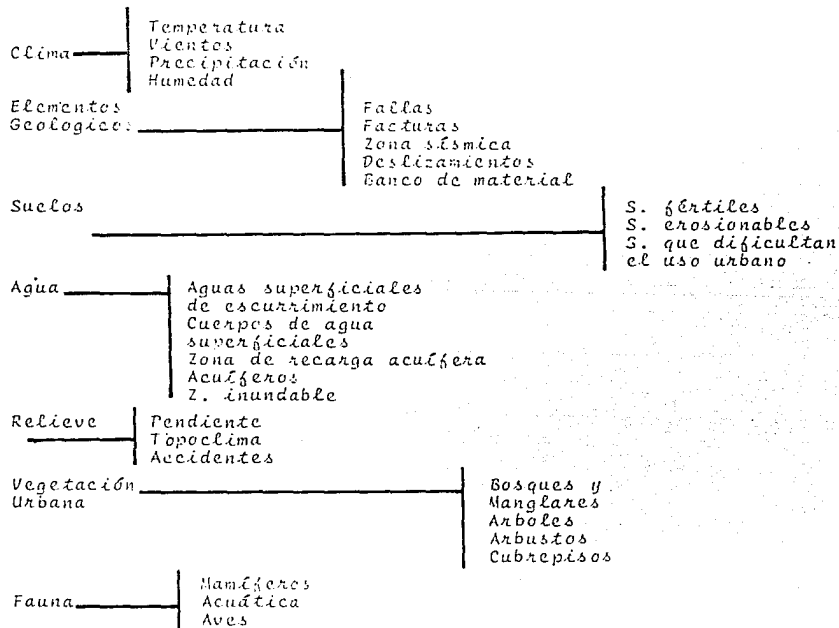 Clima
Temperatura
Vientos
Precipitación
Humedad
Elementos
Geologicos
Fallas
Facturas
Zona sísmica
Deslizamientos
Banco de material
Suelos
S. fértiles
S. erosionables
S. que dificultan
el uso urbano
Agua
Aguas superficiales
de escurrimiento
Cuerpos de agua
superficiales
Zona de recarga acuífera
Acuíferos
Z. inundable
Relieve
Pendiente
Topoclima
Accidentes
Vegetación
Urbana
Bosques y
Manglares
Arboles
Arbustos
Cubrepisos
Fauna
Mamíferos
Acuática
Aves